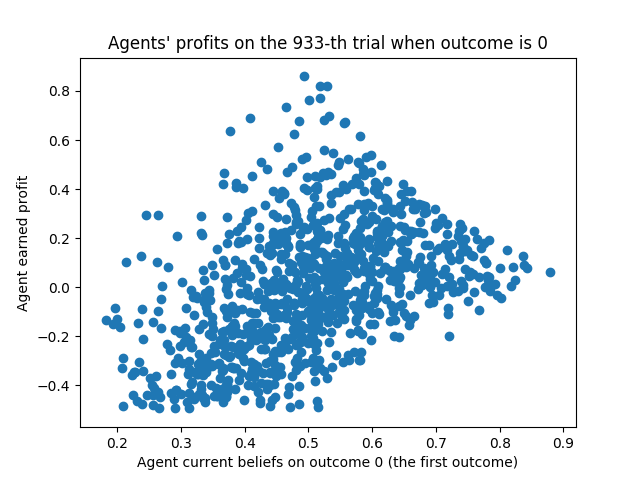 Agents' profits on the 933-th trial when outcome is 0
Agent earned profit
0.8
0.6
0.4
0.2
0.0
−0.2
−0.4
0.2 0.3 0.4 0.5 0.6 0.7 0.8 0.9
Agent current beliefs on outcome 0 (the first outcome)